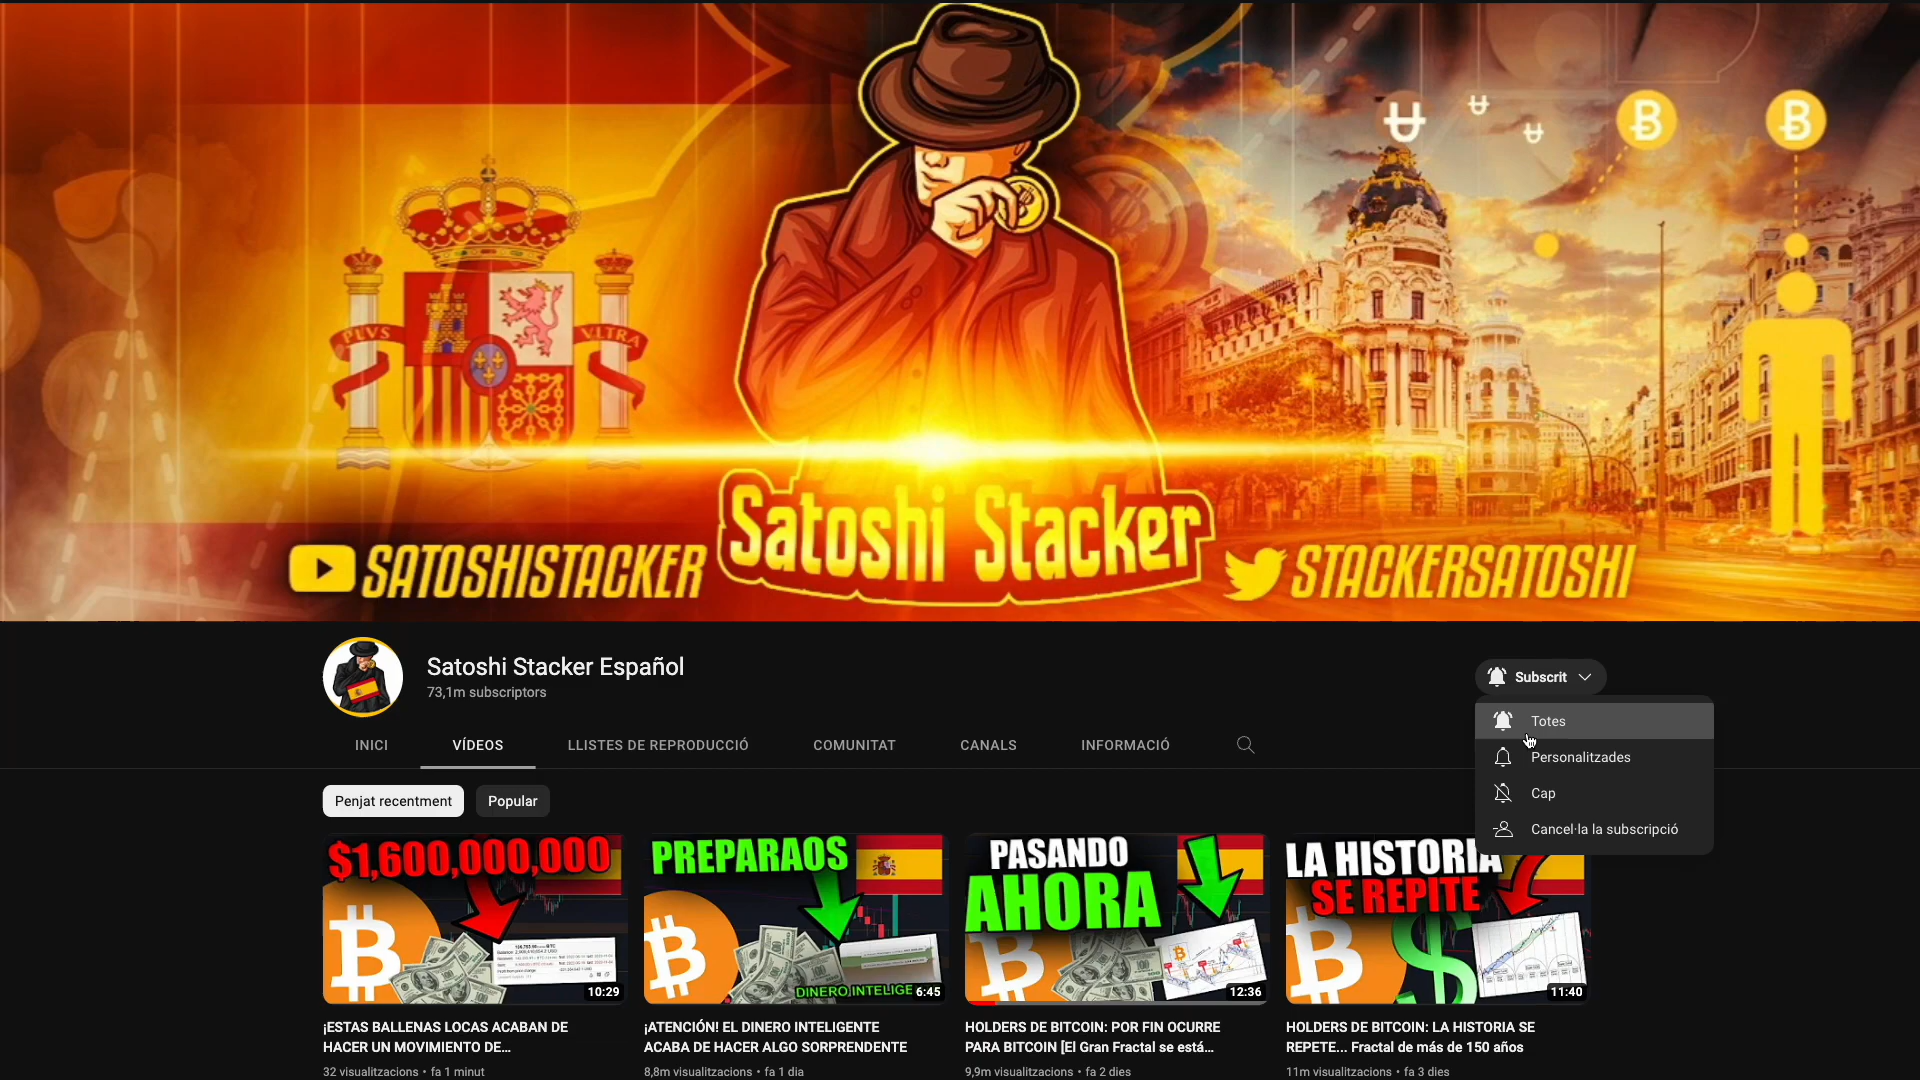 PLVS
VLTRA
Satoshi Stacker
SATOSHISTACKER
STACKERSATOSHI
Satoshi Stacker Español
73,1m subscriptors
Subscrit
Totes
Personalitzades
Cap
Cancel·la la subscripció
INICI
VÍDEOS
LLISTES DE REPRODUCCIÓ
COMUNITAT
CANALS
INFORMACIÓ
Penjat recentment
Popular
$1,600,000,000
10:29
PREPARAOS
DINERO INTELIGE
6:45
PASANDO
AHORA
12:36
LA HISTORIA
SE REPITE
11:40
¡ESTAS BALLENAS LOCAS ACABAN DE
HACER UN MOVIMIENTO DE...
32 visualitzacions • fa 1 minut
¡ATENCIÓN! EL DINERO INTELIGENTE
ACABA DE HACER ALGO SORPRENDENTE
8,8m visualitzacions • fa 1 dia
HOLDERS DE BITCOIN: POR FIN OCURRE
PARA BITCOIN [El Gran Fractal se está...
9,9m visualitzacions • fa 2 dies
HOLDERS DE BITCOIN: LA HISTORIA SE
REPETE... Fractal de más de 150 años
11m visualitzacions • fa 3 dies